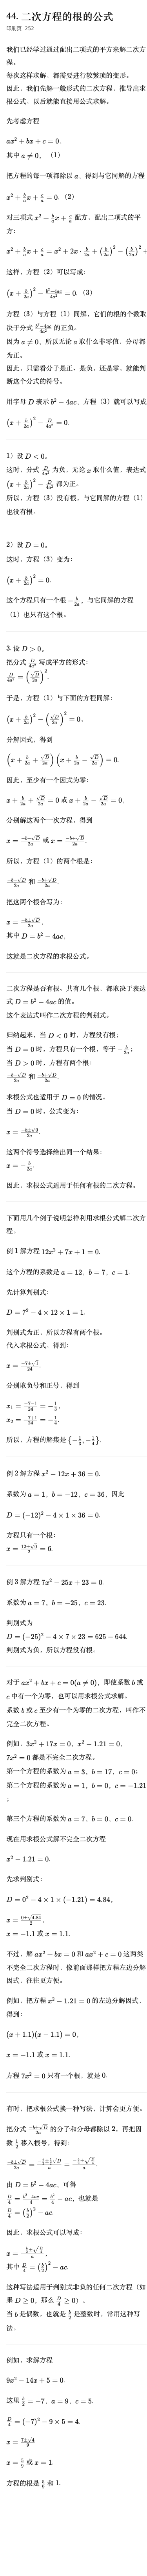 44. 二次方程的根的公式
印刷页 252
我们已经学过通过配出二项式的平方来解二次方
程。
每次这样求解，都需要进行较繁琐的变形。
因此，我们先解一般形式的二次方程，推导出求
根公式，以后就能直接用公式求解。
先考虑方程
ax² + bx + c = 0，
其中 a ≠ 0。（1）
把方程的每一项都除以 a，得到与它同解的方程
x² + b/a x + c/a = 0.（2）
对三项式 x² + b/a x + c/a 配方，配出二项式的平
方：
x² + b/a x + c/a = x² + 2x · b/2a + (b/2a)² − (b/2a)² +
这样，方程（2）可以写成：
(x + b/2a)² − b²−4ac/4a² = 0.（3）
方程（3）与方程（1）同解，它们的根的个数取
决于分式 b²−4ac/4a² 的正负。
因为 a ≠ 0，所以无论 a 取什么非零值，分母都
为正。
因此，只需看分子是正、是负、还是零，就能判
断这个分式的符号。
用字母 D 表示 b² − 4ac，方程（3）就可以写成
(x + b/2a)² − D/4a² = 0.
1）设 D < 0。
这时，分式 D/4a² 为负，无论 x 取什么值，表达式
(x + b/2a)² − D/4a² 都为正。
所以，方程（3）没有根，与它同解的方程（1）
也没有根。
2）设 D = 0。
这时，方程（3）变为：
(x + b/2a)² = 0.
这个方程只有一个根 −b/2a，与它同解的方程
（1）也只有这个根。
3. 设 D > 0。
把分式 D/4a² 写成平方的形式：
D/4a² = (√D/2a)².
于是，方程（1）与下面的方程同解：
(x + b/2a)² − (√D/2a)² = 0，
分解因式，得到
(x + b/2a + √D/2a)(x + b/2a − √D/2a) = 0.
因此，至少有一个因式为零：
x + b/2a + √D/2a = 0 或 x + b/2a − √D/2a = 0，
分别解这两个一次方程，得到
x = −b−√D/2a 或 x = −b+√D/2a.
所以，方程（1）的两个根是：
−b−√D/2a 和 −b+√D/2a.
把这两个根合写为：
x = −b±√D/2a，
其中 D = b² − 4ac，
这就是二次方程的求根公式。
二次方程是否有根、共有几个根，都取决于表达
式 D = b² − 4ac 的值。
这个表达式叫作二次方程的判别式。
归纳起来，当 D < 0 时，方程没有根；
当 D = 0 时，方程只有一个根，等于 −b/2a；
当 D > 0 时，方程有两个根：
−b−√D/2a 和 −b+√D/2a.
求根公式也适用于 D = 0 的情况。
当 D = 0 时，公式变为：
x = −b±√0/2a.
这两个符号选择给出同一个结果：
x = −b/2a.
因此，求根公式适用于任何有根的二次方程。
下面用几个例子说明怎样利用求根公式解二次方
程。
例 1 解方程 12x² + 7x + 1 = 0.
这个方程的系数是 a = 12，b = 7，c = 1.
先计算判别式：
D = 7² − 4 × 12 × 1 = 1.
判别式为正，所以方程有两个根。
代入求根公式，得到：
x = −7±√1/24.
分别取负号和正号，得到
x₁ = −7−1/24 = −1/3，
x₂ = −7+1/24 = −1/4.
所以，方程的解集是 {−1/3, −1/4}.
例 2 解方程 x² − 12x + 36 = 0.
系数为 a = 1，b = −12，c = 36，因此
D = (−12)² − 4 × 1 × 36 = 0.
方程只有一个根：
x = 12±√0/2 = 6.
例 3 解方程 7x² − 25x + 23 = 0.
系数为 a = 7，b = −25，c = 23.
判别式为
D = (−25)² − 4 × 7 × 23 = 625 − 644.
判别式为负，所以方程没有根。
对于 ax² + bx + c = 0(a ≠ 0)，即使系数 b 或
c 中有一个为零，也可以用求根公式求解。
系数 b 或 c 至少有一个为零的二次方程，叫作不
完全二次方程。
例如，3x² + 17x = 0，x² − 1.21 = 0，
7x² = 0 都是不完全二次方程。
第一个方程的系数为 a = 3，b = 17，c = 0；
第二个方程的系数为 a = 1，b = 0，c = −1.21
；
第三个方程的系数为 a = 7，b = 0，c = 0.
现在用求根公式解不完全二次方程
x² − 1.21 = 0.
先求判别式：
D = 0² − 4 × 1 × (−1.21) = 4.84，
x = 0±√4.84/2，
x = −1.1 或 x = 1.1.
不过，解 ax² + bx = 0 和 ax² + c = 0 这两类
不完全二次方程时，像前面那样把方程左边分解
因式，往往更方便。
例如，把方程 x² − 1.21 = 0 的左边分解因式，
得到：
(x + 1.1)(x − 1.1) = 0，
x = −1.1 或 x = 1.1.
方程 7x² = 0 只有一个根，就是 0.
有时，把求根公式换一种写法，计算会更方便。
把分式 −b±√D/2a 的分子和分母都除以 2，再把因
数 1/2 移入根号，得到：
−b±√D/2a = −b/2±1/2√D/a = −b/2±√D/4/a.
由 D = b² − 4ac，可得
D/4 = b²−4ac/4 = b²/4 − ac，也就是
D/4 = (b/2)² − ac.
因此，求根公式可以写成：
x = −b/2±√D/4/a，
其中 D/4 = (b/2)² − ac.
这种写法适用于判别式非负的任何二次方程（如
果 D ≥ 0，那么 D/4 ≥ 0）。
当 b 是偶数，也就是 b/2 是整数时，常用这种写
法。
例如，求解方程
9x² − 14x + 5 = 0.
这里 b/2 = −7，a = 9，c = 5.
D/4 = (−7)² − 9 × 5 = 4.
x = 7±√4/9
x = 5/9 或 x = 1.
方程的根是 5/9 和 1.